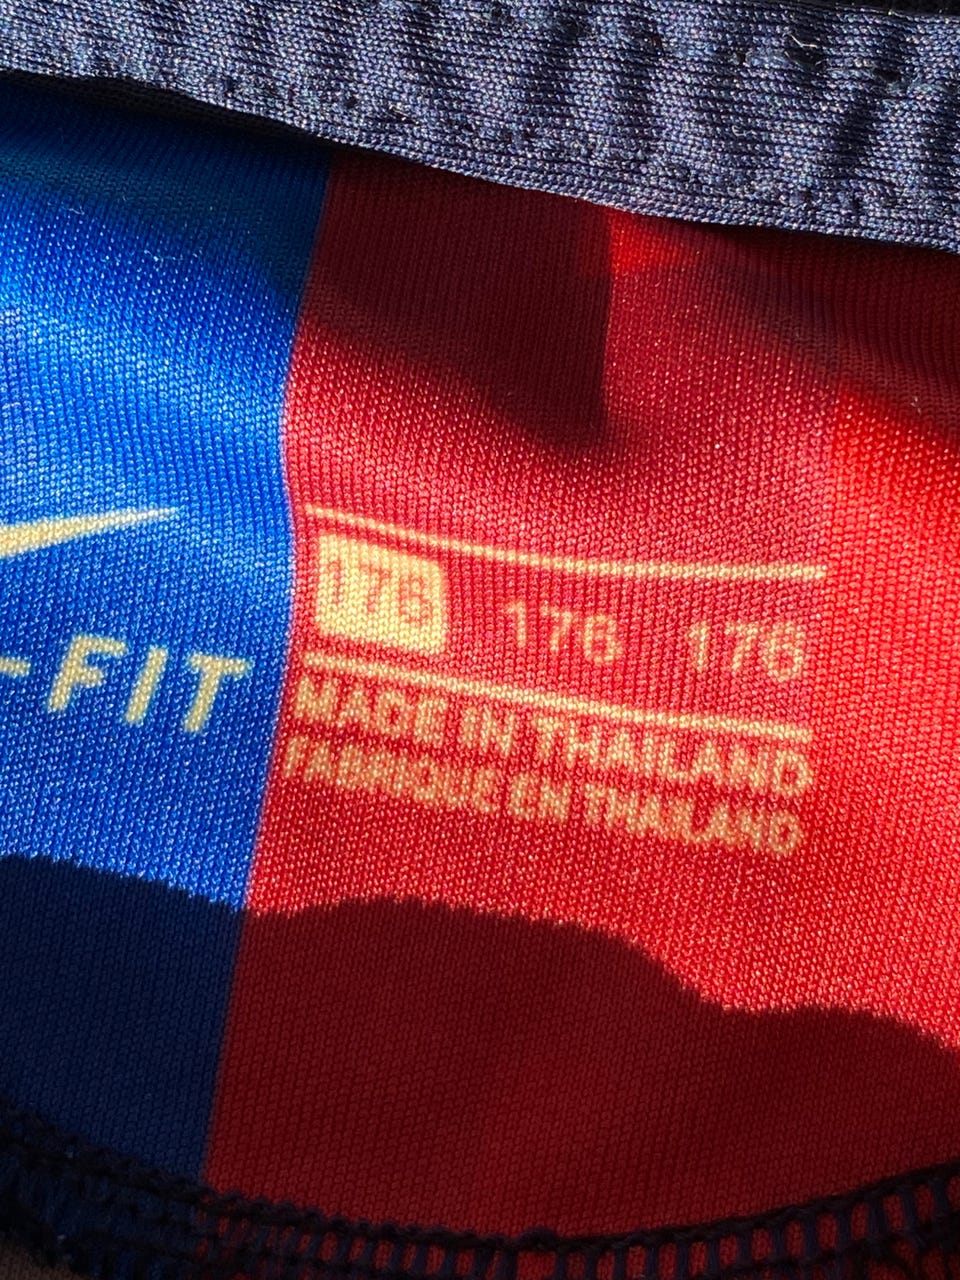 -FIT
176 176 176
MADE IN THAILAND
FABRIQUE EN THAILAND